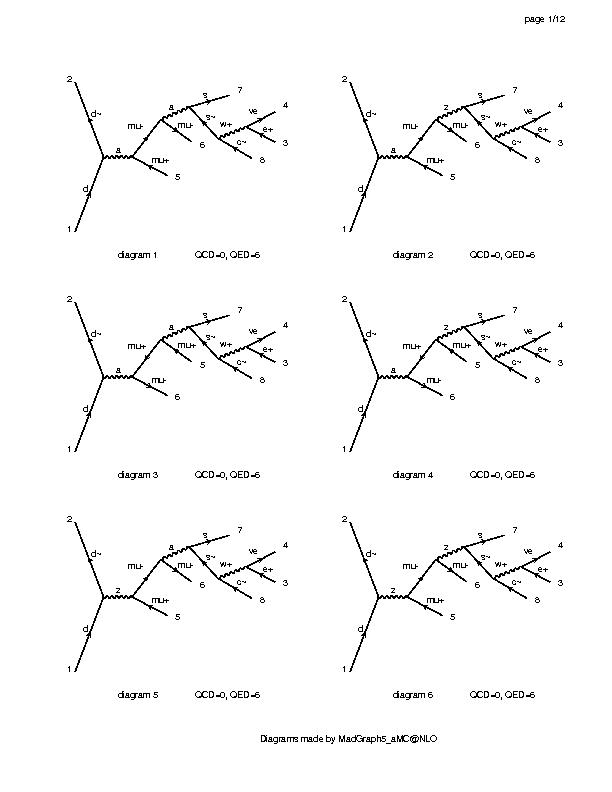 page 1/12
2 7 4
s ve
a
d~ mu- mu- w+ e+
s~ 3
6 c~
a mu+ 8
5
d
1
diagram 1 QCD=0, QED=6
2 7 4
s ve
z
d~ mu- mu- w+ e+
s~ 3
6 c~
a mu+ 8
5
d
1
diagram 2 QCD=0, QED=6
2 7 4
s ve
a
d~ mu+ mu+ w+ e+
s~ 3
5 c~
a mu- 8
6
d
1
diagram 3 QCD=0, QED=6
2 7 4
s ve
z
d~ mu+ mu+ w+ e+
s~ 3
5 c~
a mu- 8
6
d
1
diagram 4 QCD=0, QED=6
2 7 4
s ve
a
d~ mu- mu- w+ e+
s~ 3
6 c~
z mu+ 8
5
d
1
diagram 5 QCD=0, QED=6
2 7 4
s ve
z
d~ mu- mu- w+ e+
s~ 3
6 c~
z mu+ 8
5
d
1
diagram 6 QCD=0, QED=6
Diagrams made by MadGraph5_aMC@NLO